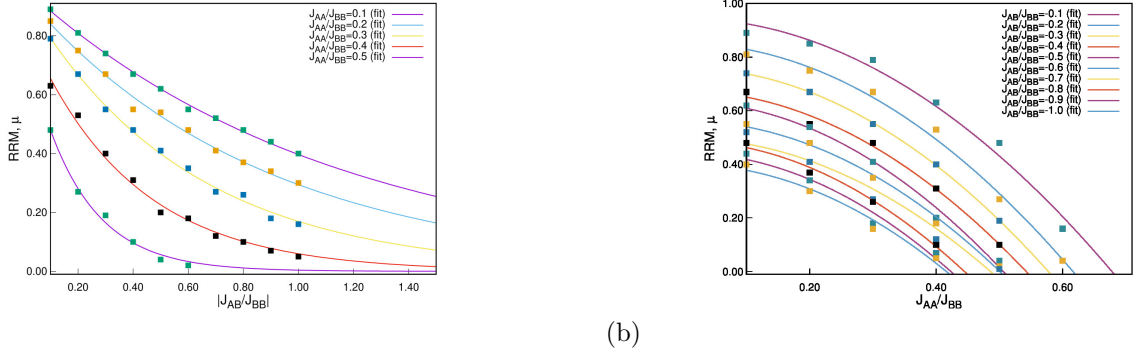 J_AA/J_BB=0.1 (fit)
J_AA/J_BB=0.2 (fit)
J_AA/J_BB=0.3 (fit)
J_AA/J_BB=0.4 (fit)
J_AA/J_BB=0.5 (fit)
0.80
0.60
0.40
0.20
0.00
RRM, μ
0.20 0.40 0.60 0.80 1.00 1.20 1.40
|J_AB/J_BB|
(b)
J_AB/J_BB=-0.1 (fit)
J_AB/J_BB=-0.2 (fit)
J_AB/J_BB=-0.3 (fit)
J_AB/J_BB=-0.4 (fit)
J_AB/J_BB=-0.5 (fit)
J_AB/J_BB=-0.6 (fit)
J_AB/J_BB=-0.7 (fit)
J_AB/J_BB=-0.8 (fit)
J_AB/J_BB=-0.9 (fit)
J_AB/J_BB=-1.0 (fit)
1.00
0.80
0.60
0.40
0.20
0.00
RRM, μ
0.20 0.40 0.60
J_AA/J_BB